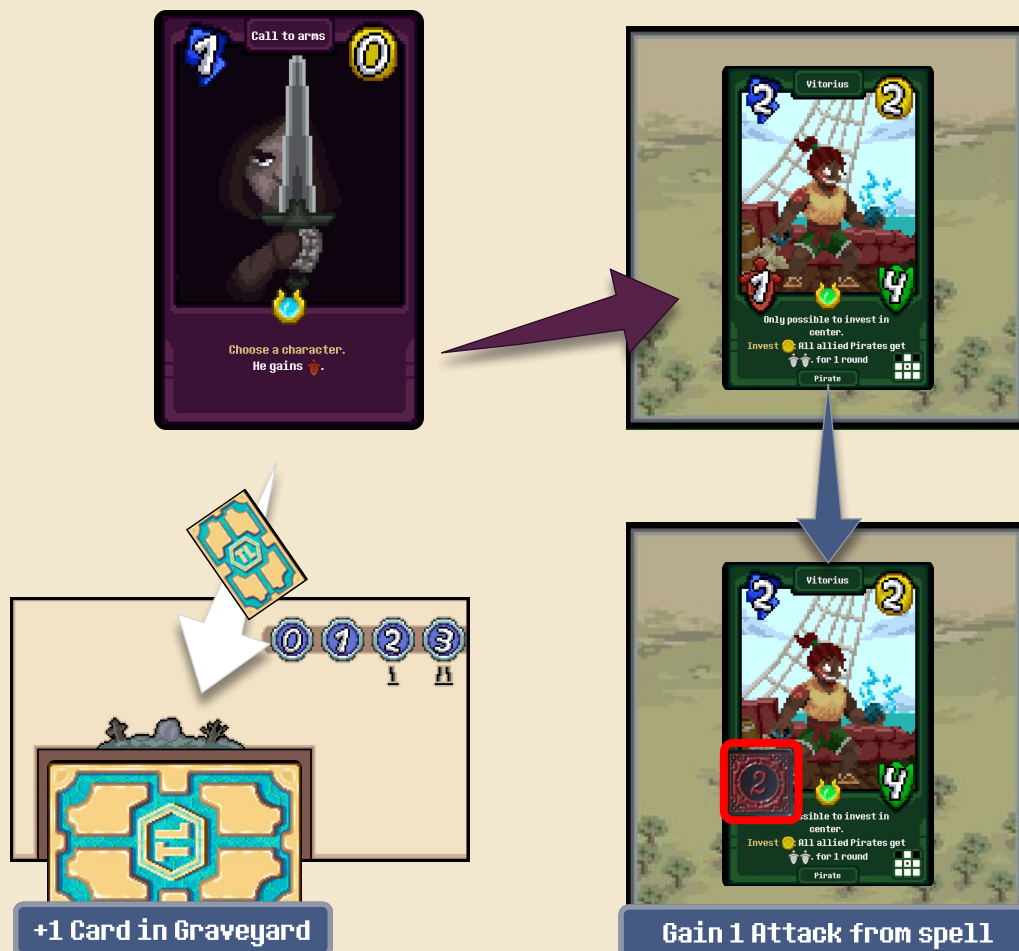 Call to arms
1
0
Choose a character.
He gains .
Vitorius
2
2
1
4
Only possible to invest in
center.
Invest : All allied Pirates get
. for 1 round
Pirate
TL
0 1 2 3
TL
+1 Card in Graveyard
Vitorius
2
2
2
4
ssible to invest in
center.
Invest : All allied Pirates get
. for 1 round
Pirate
Gain 1 Attack from spell